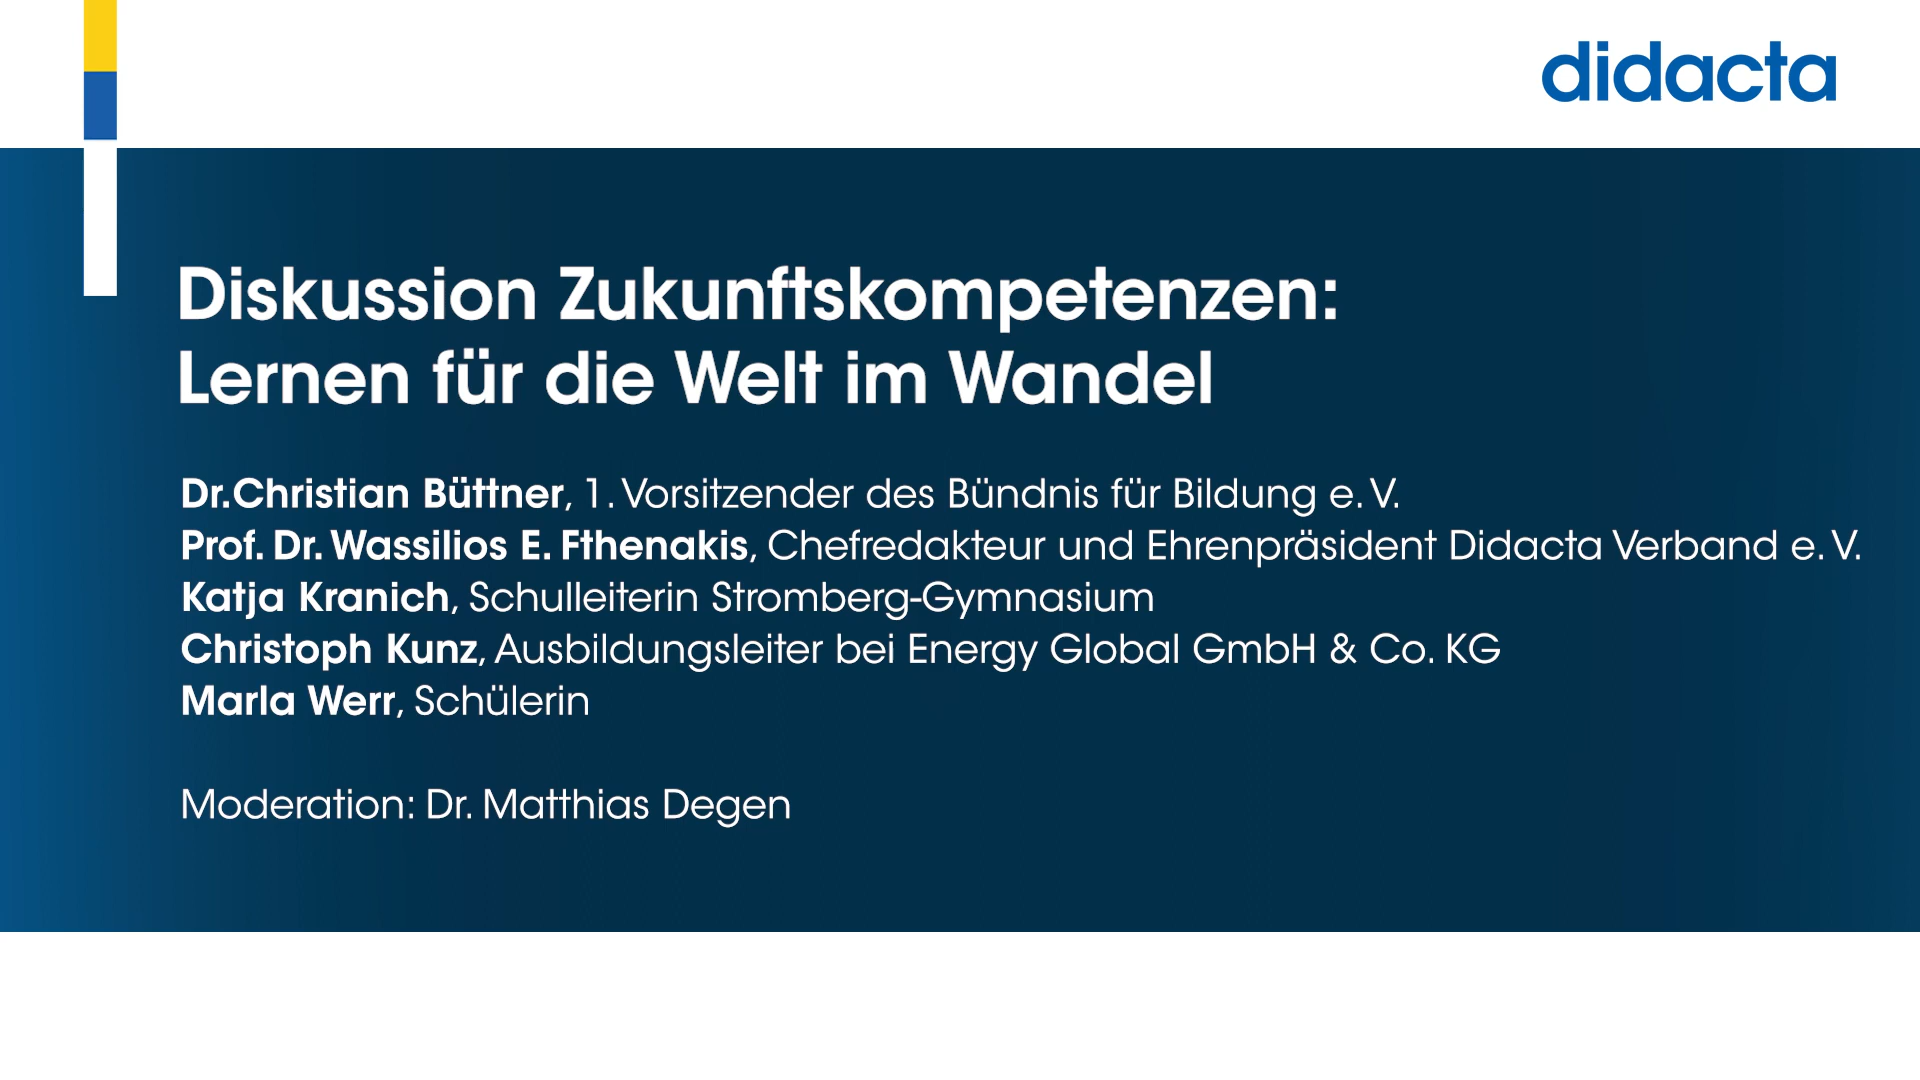 didacta
Diskussion Zukunftskompetenzen:
Lernen für die Welt im Wandel
Dr.Christian Büttner, 1. Vorsitzender des Bündnis für Bildung e. V.
Prof. Dr. Wassilios E. Fthenakis, Chefredakteur und Ehrenpräsident Didacta Verband e. V.
Katja Kranich, Schulleiterin Stromberg-Gymnasium
Christoph Kunz, Ausbildungsleiter bei Energy Global GmbH & Co. KG
Marla Werr, Schülerin
Moderation: Dr. Matthias Degen